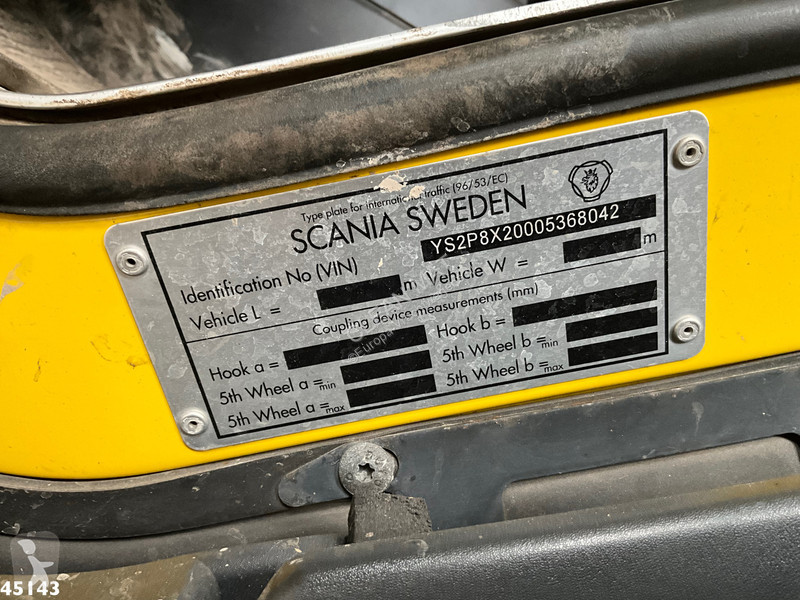 Type plate for international traffic (96/53/EC)
SCANIA SWEDEN
Identification No (VIN) YS2P8X20005368042
Vehicle L = m Vehicle W = m
Coupling device measurements (mm)
Hook a = Hook b =
5th Wheel a =min 5th Wheel b =min
5th Wheel a =max 5th Wheel b =max
©Europa
45143